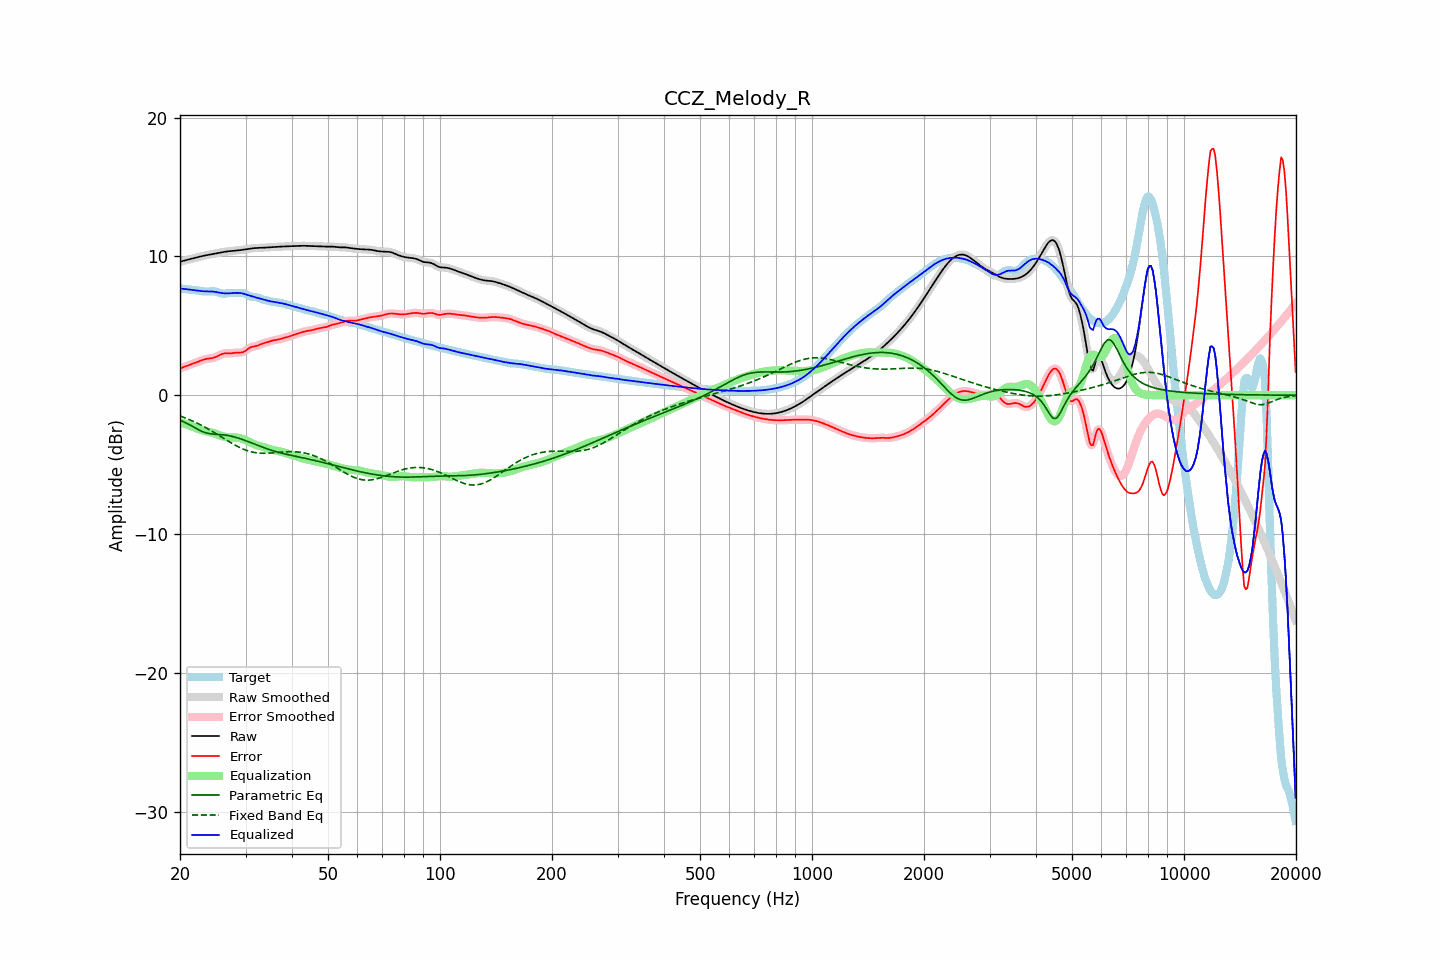 CCZ_Melody_R
Amplitude (dBr)
20
10
0
−10
−20
−30
Target
Raw Smoothed
Error Smoothed
Raw
Error
Equalization
Parametric Eq
Fixed Band Eq
Equalized
20 50 100 200 500 1000 2000 5000 10000 20000
Frequency (Hz)